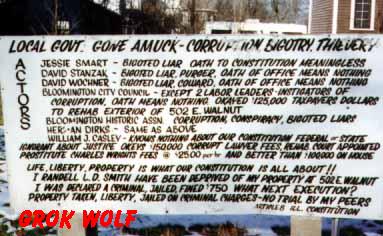 LOCAL GOVT. GONE AMUCK - CORRUPTION BIGOTRY THIEVERY
ACTORS
JESSIE SMART - BIGOTED LIAR OATH TO CONSTITUTION MEANINGLESS
DAVID STANZAK - BIGOTED LIAR, PURGER, OATH OF OFFICE MEANS NOTHING
DAVID WOCHNER - BIGOTED LIAR, COWARD, OATH OF OFFICE MEANS NOTHING
BLOOMINGTON CITY COUNCIL - EXCEPT 2 LABOR LEADERS - INSTIGATORS OF
CORRUPTION, OATH MEANS NOTHING. OKAYED $125,000 TAXPAYERS DOLLARS
TO REHAB EXTERIOR OF 502 E. WALNUT
BLOOMINGTON HISTORIC ASSN. CORRUPTION, CONSPIRACY, BIGOTED LIARS
HERMAN DIRKS - SAME AS ABOVE
WILLIAM J. CASLEY - KNOWS NOTHING ABOUT OUR CONSTITUTION FEDERAL or STATE
IGNORANT ABOUT JUSTICE OKEYS $150,000 CORRUPT LAWYER FEES, REHAB, COURT APPOINTED
PROSTITUTE CHARLES WRIGHTS FEES @ $2500 per hr AND BETTER THAN $100,000 ON HOUSE
LIFE, LIBERTY, PROPERTY IS WHAT OUR CONSTITUTION IS ALL ABOUT!!
I RANDELL L.D. SMITH HAVE BEEN DEPRIVED OF MY PROPERTY AT 502 E. WALNUT
I WAS DECLARED A CRIMINAL, JAILED, FINED $750 WHAT NEXT EXECUTION?
PROPERTY TAKEN, LIBERTY, JAILED ON CRIMINAL CHARGES - NO TRIAL BY MY PEERS
ARTICLE 8 ILL. CONSTITUTION
GROK WOLF